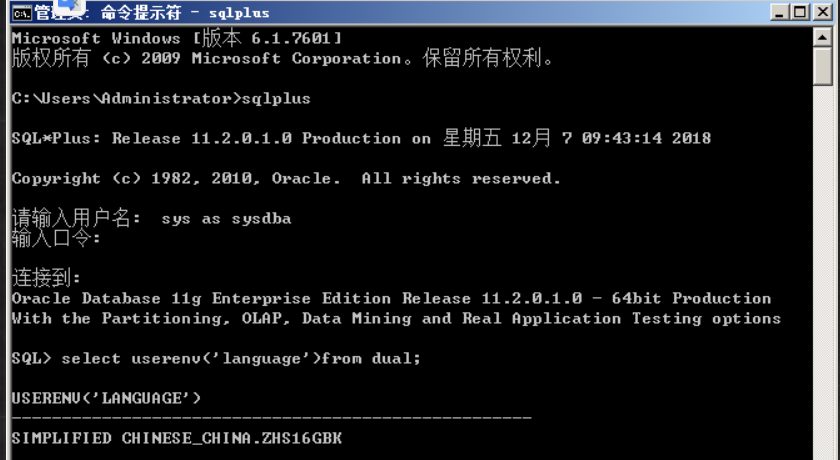 管理员: 命令提示符 - sqlplus
Microsoft Windows [版本 6.1.7601]
版权所有 (c) 2009 Microsoft Corporation。保留所有权利。
C:\Users\Administrator>sqlplus
SQL*Plus: Release 11.2.0.1.0 Production on 星期五 12月 7 09:43:14 2018
Copyright (c) 1982, 2010, Oracle.  All rights reserved.
请输入用户名:  sys as sysdba
输入口令:
连接到:
Oracle Database 11g Enterprise Edition Release 11.2.0.1.0 - 64bit Production
With the Partitioning, OLAP, Data Mining and Real Application Testing options
SQL> select userenv('language')from dual;
USERENV('LANGUAGE')
----------------------------------------------------
SIMPLIFIED CHINESE_CHINA.ZHS16GBK